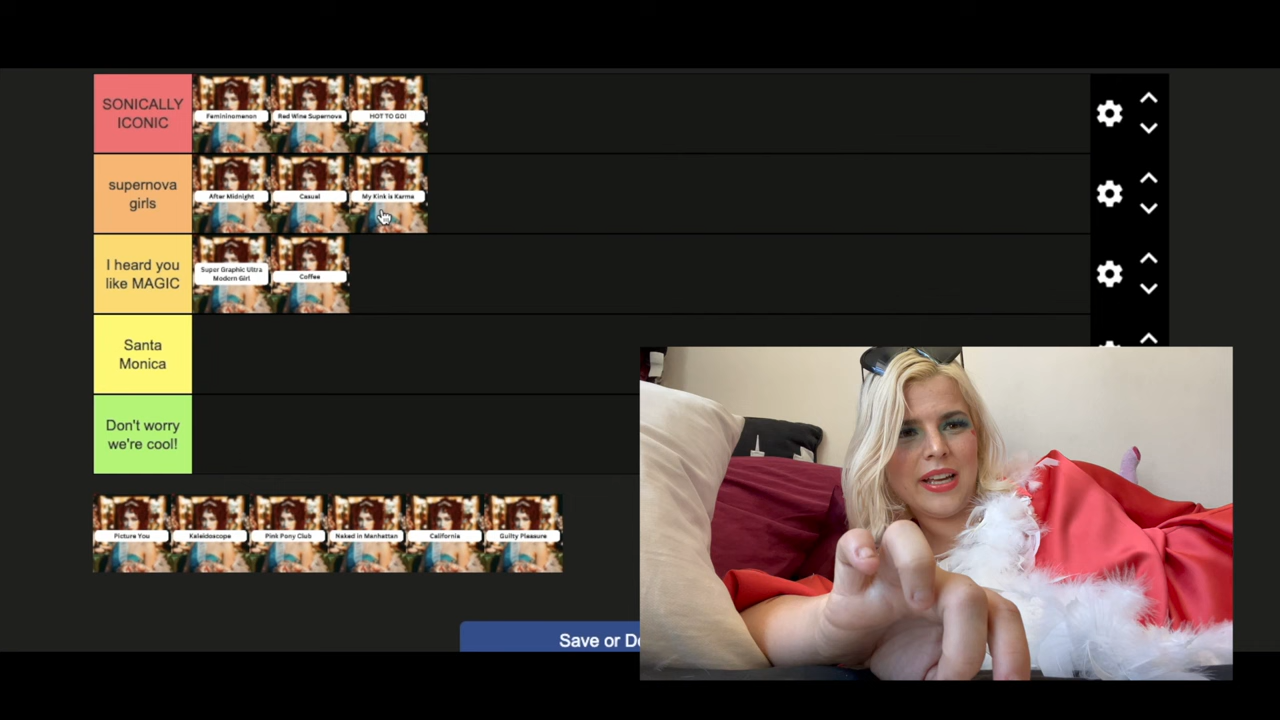 SONICALLY
ICONIC
Femininomenon
Red Wine Supernova
HOT TO GO!
supernova
girls
After Midnight
Casual
My Kink is Karma
I heard you
like MAGIC
Super Graphic Ultra
Modern Girl
Coffee
Santa
Monica
Don't worry
we're cool!
Picture You
Kaleidoscope
Pink Pony Club
Naked in Manhattan
California
Guilty Pleasure
Save or Do